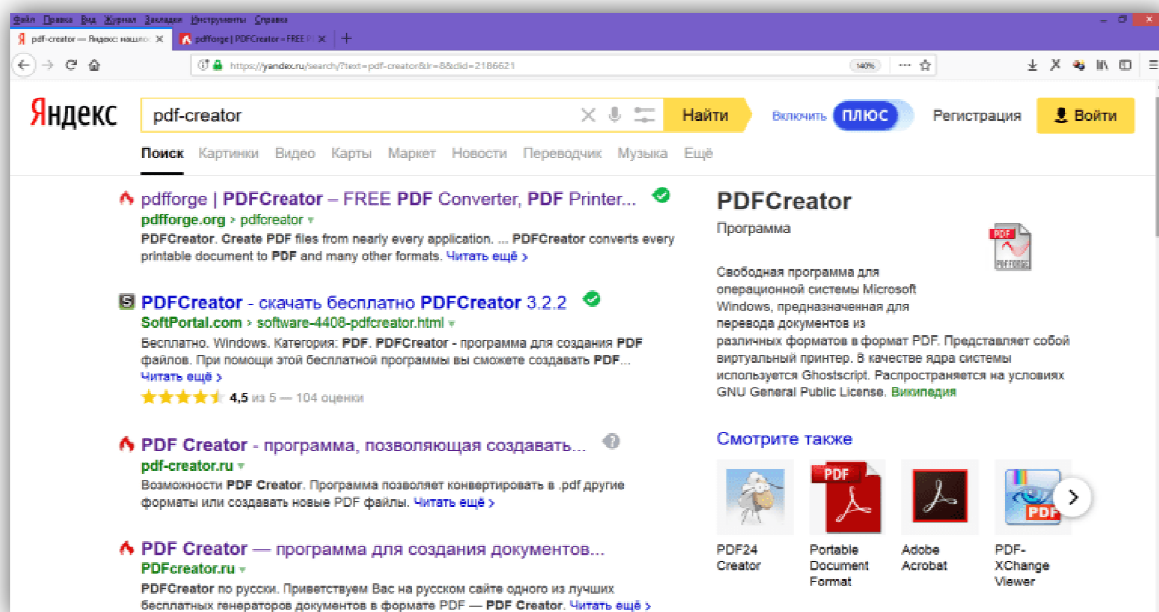 Файл Правка Вид Журнал Закладки Инструменты Справка
pdf-creator — Яндекс: нашло
pdfforge | PDFCreator – FREE P
https://yandex.ru/search/?text=pdf-creator&lr=8&clid=2186621
140%
Яндекс
pdf-creator
Найти
Включить ПЛЮС
Регистрация
Войти
Поиск Картинки Видео Карты Маркет Новости Переводчик Музыка Ещё
pdfforge | PDFCreator – FREE PDF Converter, PDF Printer...
pdfforge.org › pdfcreator
PDFCreator. Create PDF files from nearly every application. ... PDFCreator converts every
printable document to PDF and many other formats. Читать ещё ›
S PDFCreator - скачать бесплатно PDFCreator 3.2.2
SoftPortal.com › software-4408-pdfcreator.html
Бесплатно. Windows. Категория: PDF. PDFCreator - программа для создания PDF
файлов. При помощи этой бесплатной программы вы сможете создавать PDF...
Читать ещё ›
4,5 из 5 — 104 оценки
PDF Creator - программа, позволяющая создавать...
pdf-creator.ru
Возможности PDF Creator. Программа позволяет конвертировать в .pdf другие
форматы или создавать новые PDF файлы. Читать ещё ›
PDF Creator — программа для создания документов...
PDFcreator.ru
PDFCreator по русски. Приветствуем Вас на русском сайте одного из лучших
бесплатных генераторов документов в формате PDF — PDF Creator. Читать ещё ›
PDFCreator
Программа
PDF
PDFFORGE
Свободная программа для
операционной системы Microsoft
Windows, предназначенная для
перевода документов из
различных форматов в формат PDF. Представляет собой
виртуальный принтер. В качестве ядра системы
используется Ghostscript. Распространяется на условиях
GNU General Public License. Википедия
Смотрите также
PDF
PDF
PDF24
Creator
Portable
Document
Format
Adobe
Acrobat
PDF-
XChange
Viewer